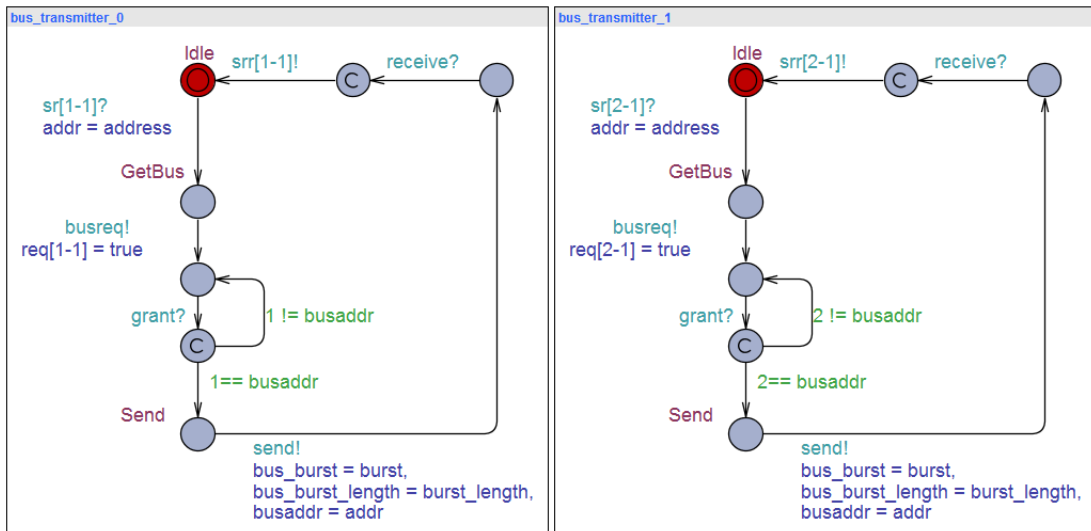 bus_transmitter_0
Idle
srr[1-1]!
receive?
C
sr[1-1]?
addr = address
GetBus
busreq!
req[1-1] = true
grant?
1 != busaddr
C
1== busaddr
Send
send!
bus_burst = burst,
bus_burst_length = burst_length,
busaddr = addr
bus_transmitter_1
Idle
srr[2-1]!
receive?
C
sr[2-1]?
addr = address
GetBus
busreq!
req[2-1] = true
grant?
2 != busaddr
C
2== busaddr
Send
send!
bus_burst = burst,
bus_burst_length = burst_length,
busaddr = addr